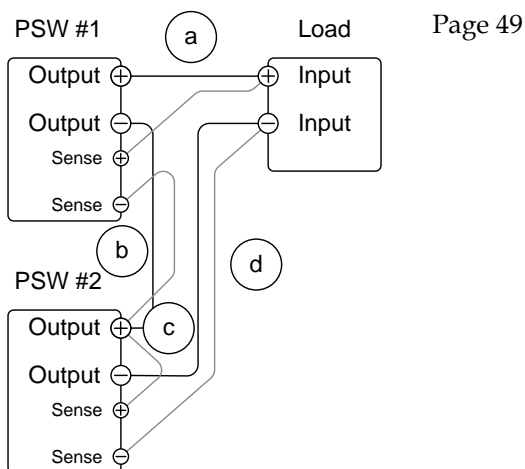 PSW #1
a
Load
Page 49
Output +
+ Input
Output −
− Input
Sense +
Sense −
b
d
PSW #2
Output +
c
Output −
Sense +
Sense −